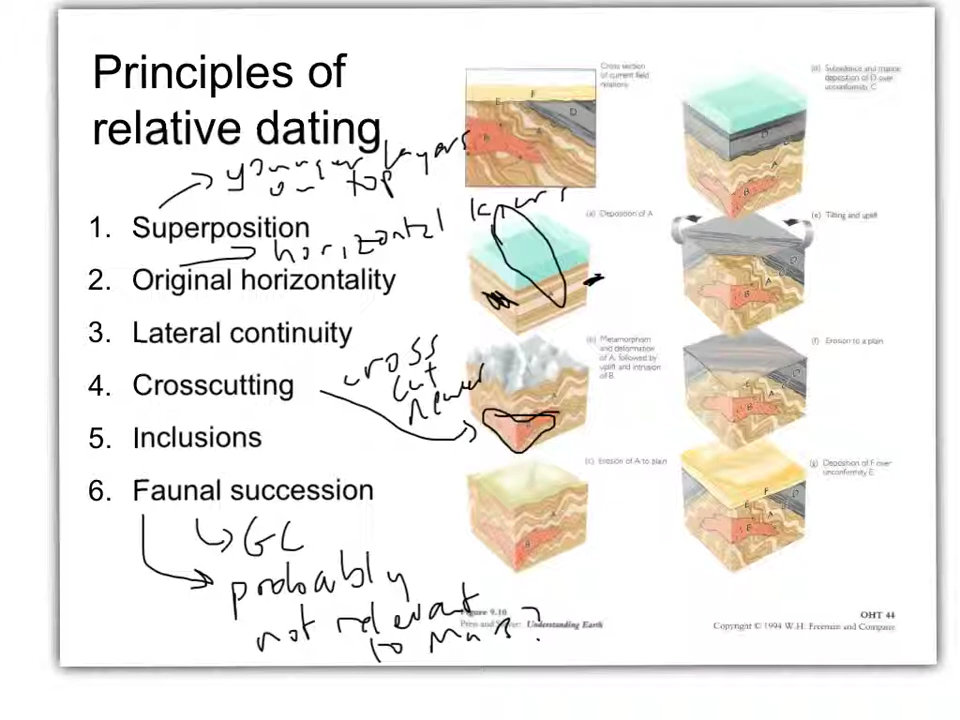 Principles of
relative dating
younger layers
on top
1. Superposition
horizontal layers
2. Original horizontality
3. Lateral continuity
cross
cut
newer
4. Crosscutting
5. Inclusions
6. Faunal succession
GC
probably
not relevant
to Mars?
Cross section
of current field
relations
E
F
D
B
A
(a) Deposition of A
(b) Metamorphism
and deformation
of A, followed by
uplift and intrusion
of B
A
(c) Erosion of A to plain
A
B
(d) Subsidence and marine
deposition of D over
unconformity C
D
C
A
B
(e) Tilting and uplift
D
A
B
(f) Erosion to a plain
E
A
B
(g) Deposition of F over
unconformity E
F
D
E
A
B
Figure 9.10
Press and : Understanding Earth
OHT 44
Copyright © 1994 W.H. Freeman and Company